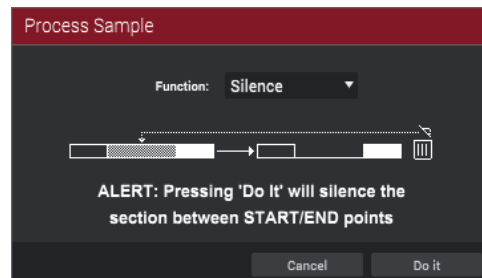 Process Sample
Function: Silence
ALERT: Pressing 'Do It' will silence the
section between START/END points
Cancel Do it